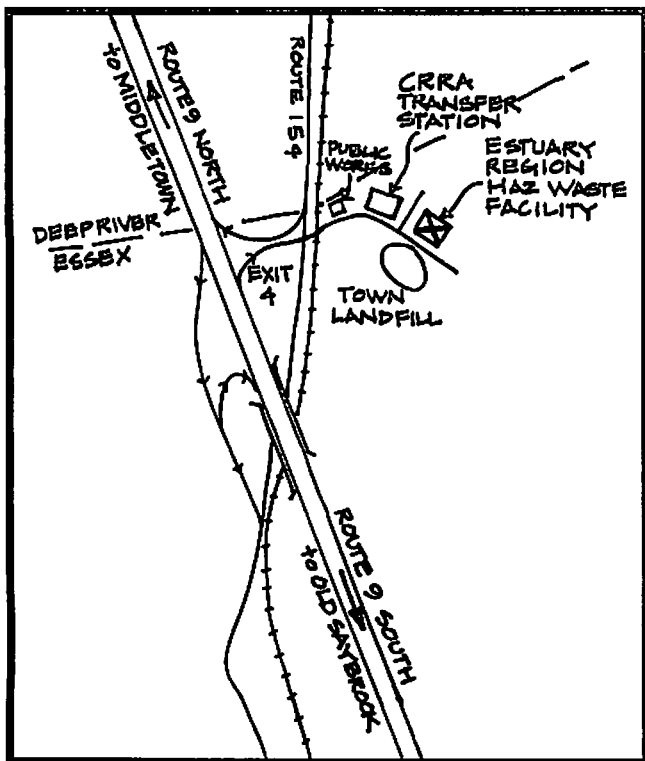 ROUTE 9 NORTH
to MIDDLETOWN
ROUTE 154
CRRA
TRANSFER
STATION
PUBLIC
WORKS
ESTUARY
REGION
HAZ WASTE
FACILITY
DEEP RIVER
ESSEX
EXIT
4
TOWN
LANDFILL
ROUTE 9 SOUTH
to OLD SAYBROOK